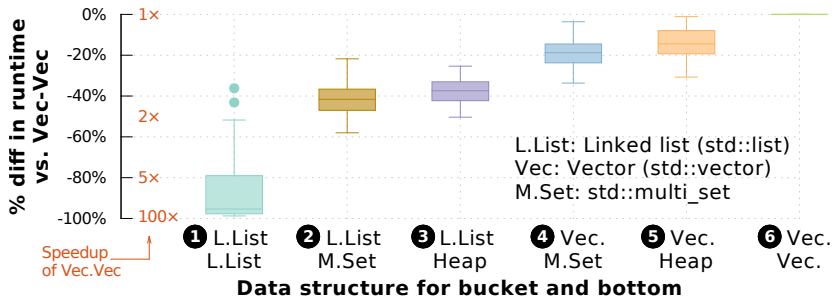 % diff in runtime
vs. Vec-Vec
0%
-20%
-40%
-60%
-80%
-100%
1×
2×
5×
100×
Speedup
of Vec.Vec
L.List: Linked list (std::list)
Vec: Vector (std::vector)
M.Set: std::multi_set
1 L.List
L.List
2 L.List
M.Set
3 L.List
Heap
4 Vec.
M.Set
5 Vec.
Heap
6 Vec.
Vec.
Data structure for bucket and bottom